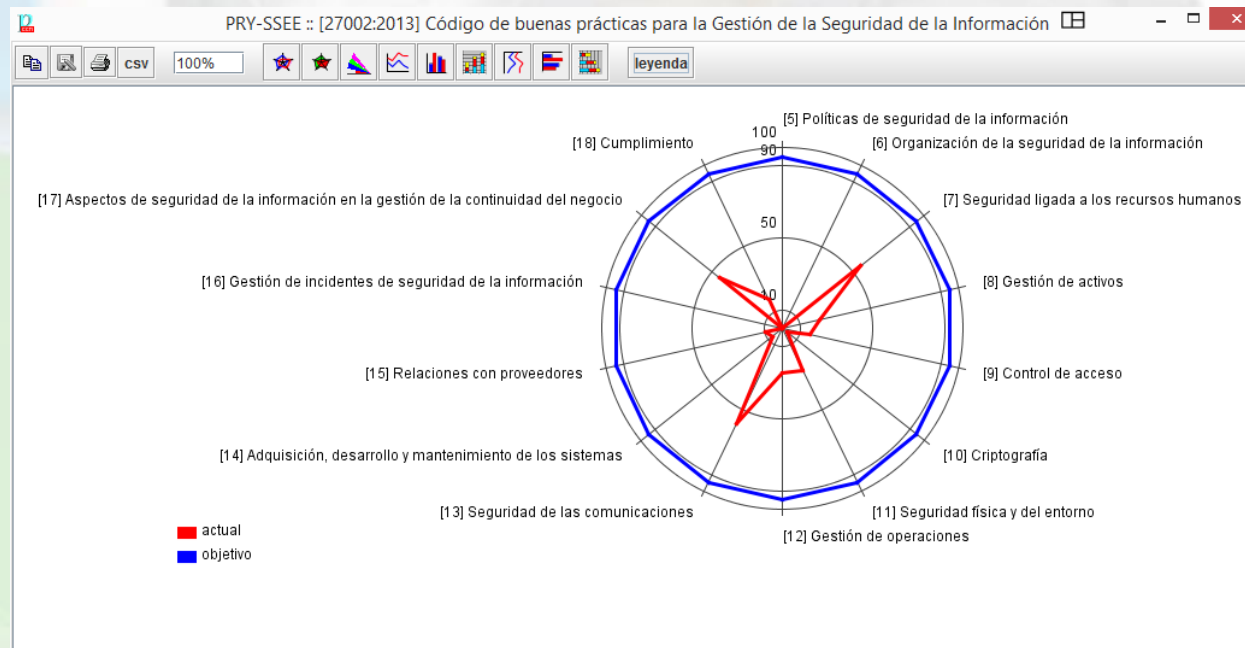 PRY-SSEE :: [27002:2013] Código de buenas prácticas para la Gestión de la Seguridad de la Información
csv
100%
leyenda
[5] Políticas de seguridad de la información
100
[18] Cumplimiento
90
[6] Organización de la seguridad de la información
[17] Aspectos de seguridad de la información en la gestión de la continuidad del negocio
[7] Seguridad ligada a los recursos humanos
50
[16] Gestión de incidentes de seguridad de la información
[8] Gestión de activos
10
[15] Relaciones con proveedores
[9] Control de acceso
[14] Adquisición, desarrollo y mantenimiento de los sistemas
[10] Criptografía
[13] Seguridad de las comunicaciones
[11] Seguridad física y del entorno
[12] Gestión de operaciones
actual
objetivo